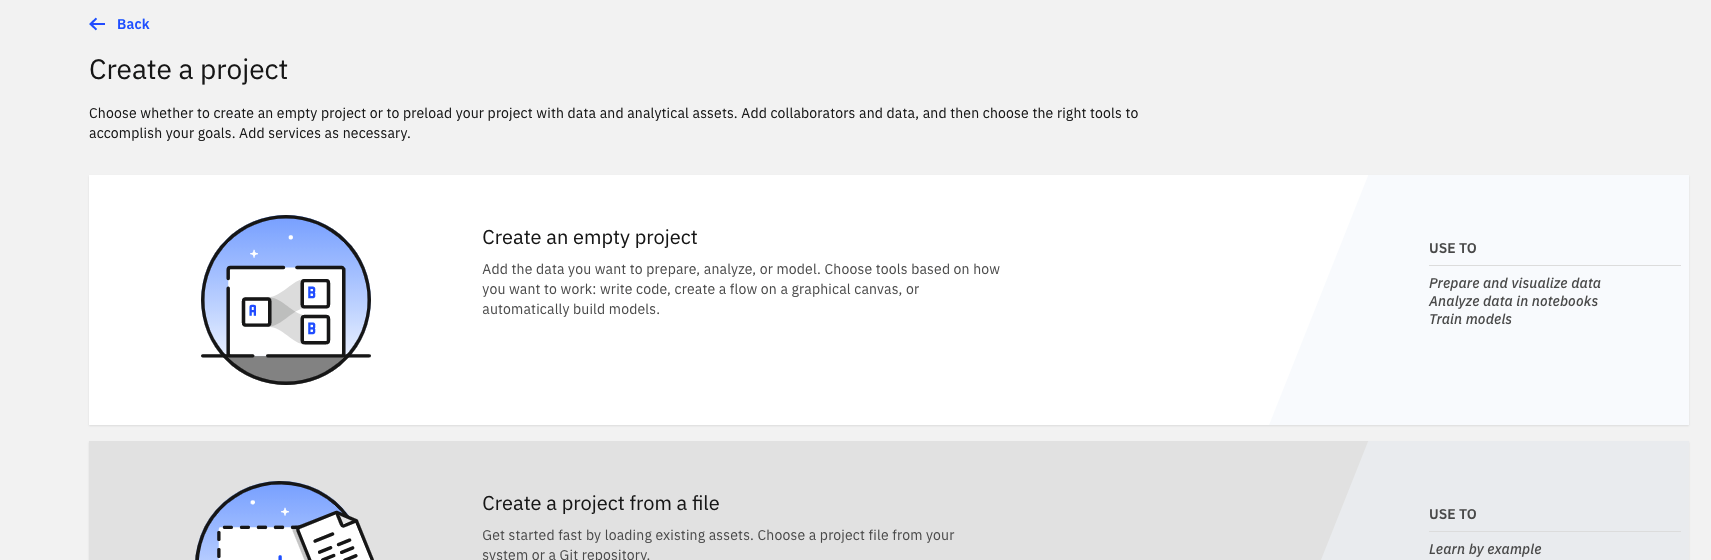 Back
Create a project
Choose whether to create an empty project or to preload your project with data and analytical assets. Add collaborators and data, and then choose the right tools to
accomplish your goals. Add services as necessary.
A
B
B
Create an empty project
Add the data you want to prepare, analyze, or model. Choose tools based on how
you want to work: write code, create a flow on a graphical canvas, or
automatically build models.
USE TO
Prepare and visualize data
Analyze data in notebooks
Train models
Create a project from a file
Get started fast by loading existing assets. Choose a project file from your
system or a Git repository.
USE TO
Learn by example